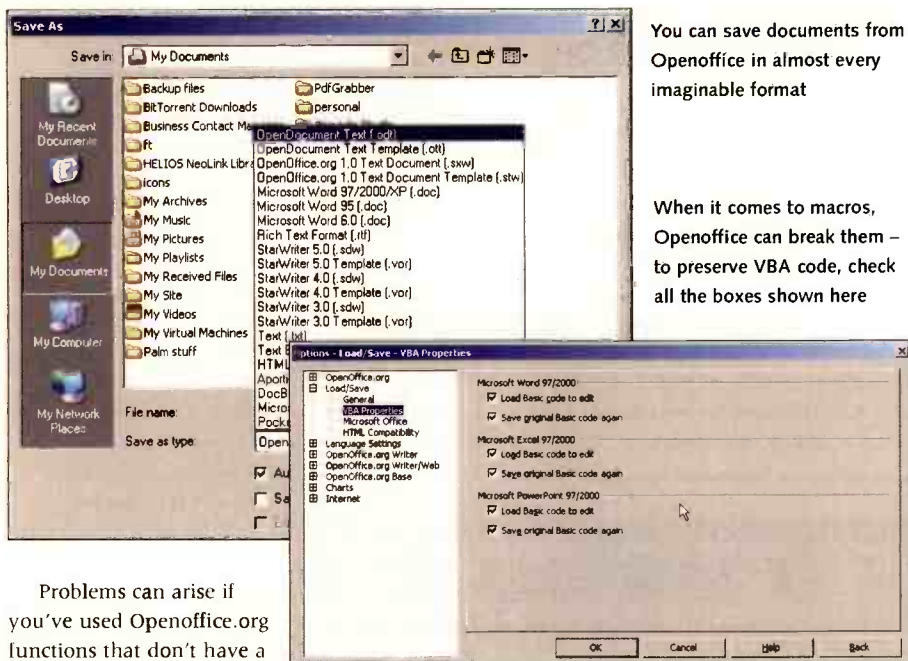 Save As
Save in:
My Documents
My Recent
Documents
Desktop
My Documents
My Computer
My Network
Places
Backup files
BitTorrent Downloads
Business Contact
ft
HELIOS NeoLink
icons
My Archives
My Music
My Pictures
My Playlists
My Received Files
My Site
My Videos
My Virtual Machines
Palm stuff
PdfGrabber
personal
OpenDocument Text (.odt)
OpenDocument Text Template (.ott)
OpenOffice.org 1.0 Text Document (.sxw)
OpenOffice.org 1.0 Text Document Template (.stw)
Microsoft Word 97/2000/XP (.doc)
Microsoft Word 95 (.doc)
Microsoft Word 6.0 (.doc)
Rich Text Format (.rtf)
StarWriter 5.0 (.sdw)
StarWriter 5.0 Template (.vor)
StarWriter 4.0 (.sdw)
StarWriter 4.0 Template (.vor)
StarWriter 3.0 (.sdw)
StarWriter 3.0 Template (.vor)
Text (.txt)
Text
HTML
File name:
Save as type:
You can save documents from
Openoffice in almost every
imaginable format
When it comes to macros,
Openoffice can break them –
to preserve VBA code, check
all the boxes shown here
ptions - Load/Save - VBA Properties
OpenOffice.org
Load/Save
General
VBA Properties
Microsoft Office
HTML Compatibility
Language Settings
OpenOffice.org Writer
OpenOffice.org Writer/Web
OpenOffice.org Base
Charts
Internet
Microsoft Word 97/2000
Load Basic code to edit
Save original Basic code again
Microsoft Excel 97/2000
Load Basic code to edit
Save original Basic code again
Microsoft PowerPoint 97/2000
Load Basic code to edit
Save original Basic code again
OK
Cancel
Help
Back
Problems can arise if
you've used Openoffice.org
functions that don't have a